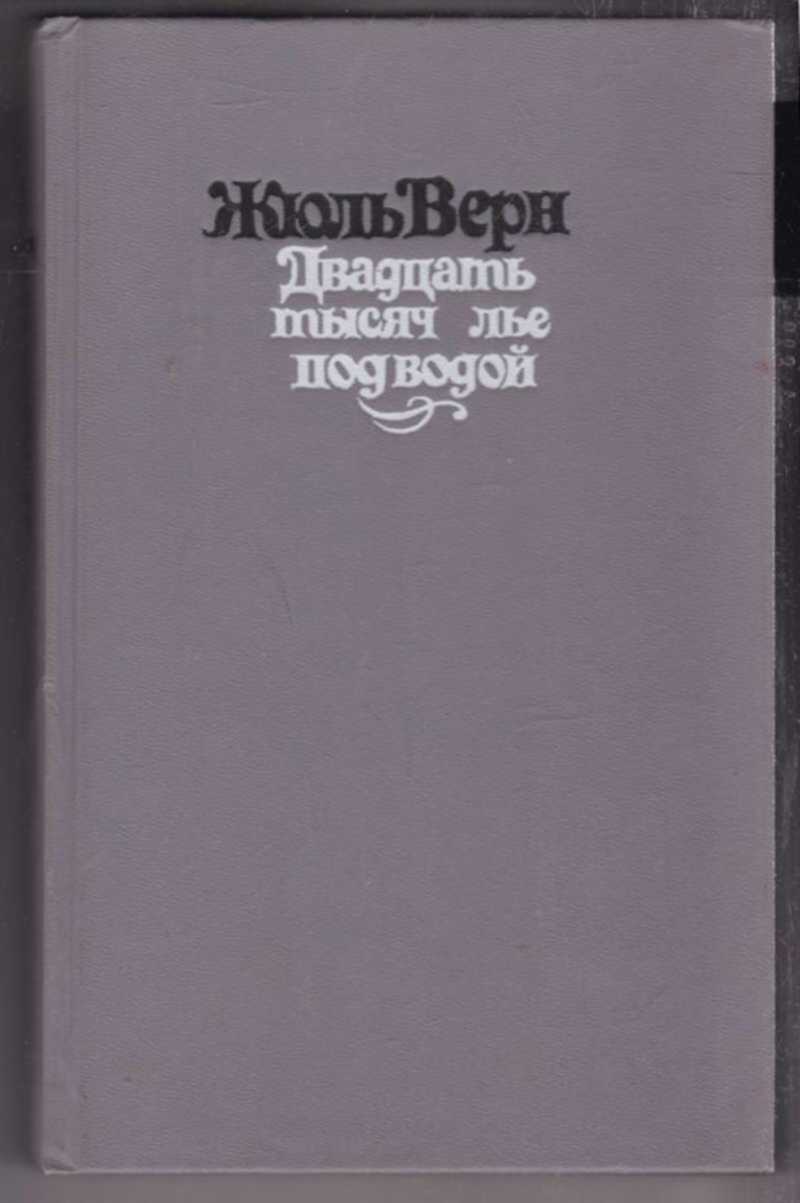 Жюль Верн
Двадцать
тысяч лье
под водой